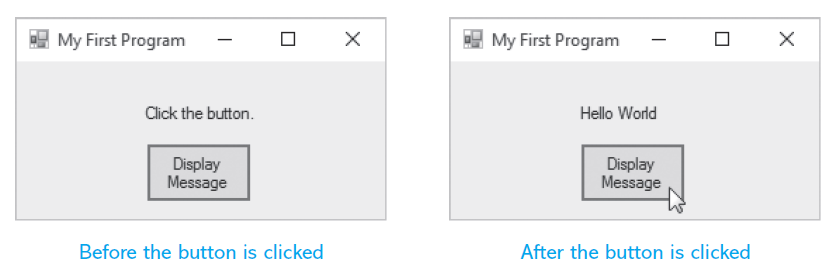 My First Program
Click the button.
Display
Message
Before the button is clicked
My First Program
Hello World
Display
Message
After the button is clicked